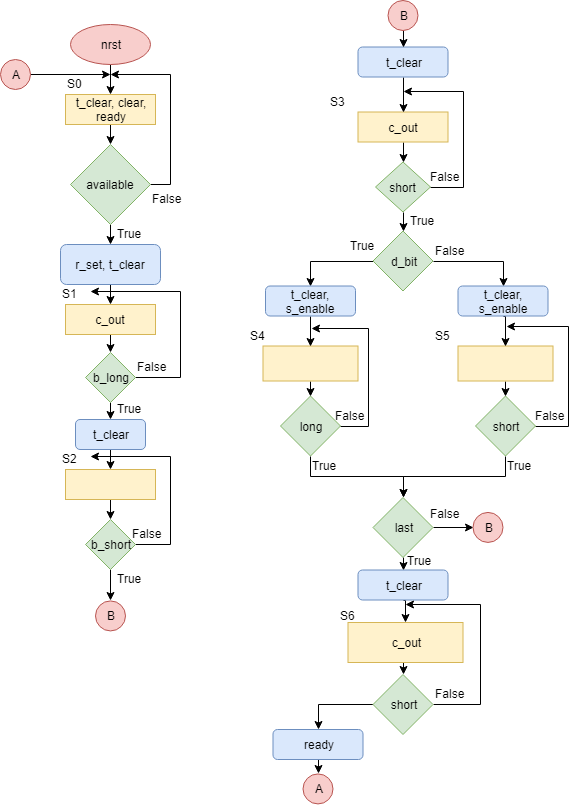 nrst
A
S0
t_clear, clear,
ready
available
False
True
r_set, t_clear
S1
c_out
b_long
False
True
t_clear
S2
b_short
False
True
B
B
t_clear
S3
c_out
short
False
True
d_bit
True
False
t_clear,
s_enable
S4
long
False
True
t_clear,
s_enable
S5
short
False
True
last
False
B
True
t_clear
S6
c_out
short
False
ready
A